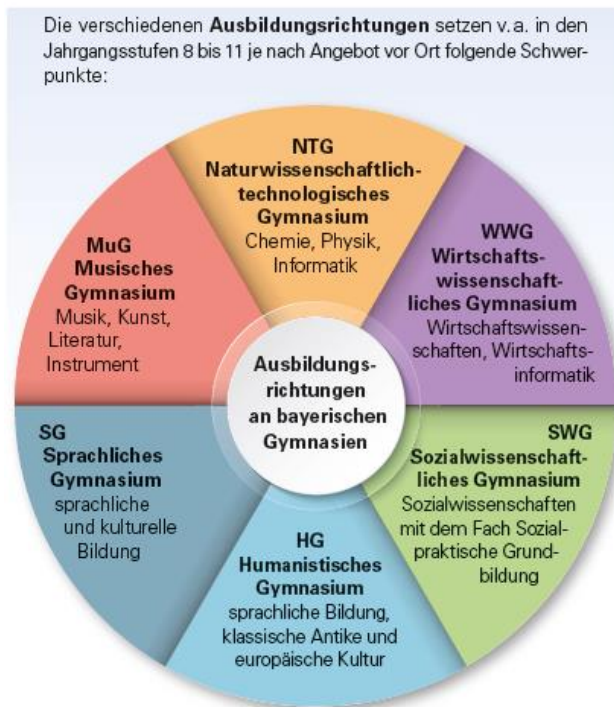 Die verschiedenen Ausbildungsrichtungen setzen v. a. in den
Jahrgangsstufen 8 bis 11 je nach Angebot vor Ort folgende Schwer-
punkte:
NTG
Naturwissenschaftlich-
technologisches
Gymnasium
Chemie, Physik,
Informatik
WWG
Wirtschafts-
wissenschaft-
liches Gymnasium
Wirtschaftswissen-
schaften, Wirtschafts-
informatik
SWG
Sozialwissenschaft-
liches Gymnasium
Sozialwissenschaften
mit dem Fach Sozial-
praktische Grund-
bildung
HG
Humanistisches
Gymnasium
sprachliche Bildung,
klassische Antike und
europäische Kultur
SG
Sprachliches
Gymnasium
sprachliche
und kulturelle
Bildung
MuG
Musisches
Gymnasium
Musik, Kunst,
Literatur,
Instrument
Ausbildungs-
richtungen
an bayerischen
Gymnasien